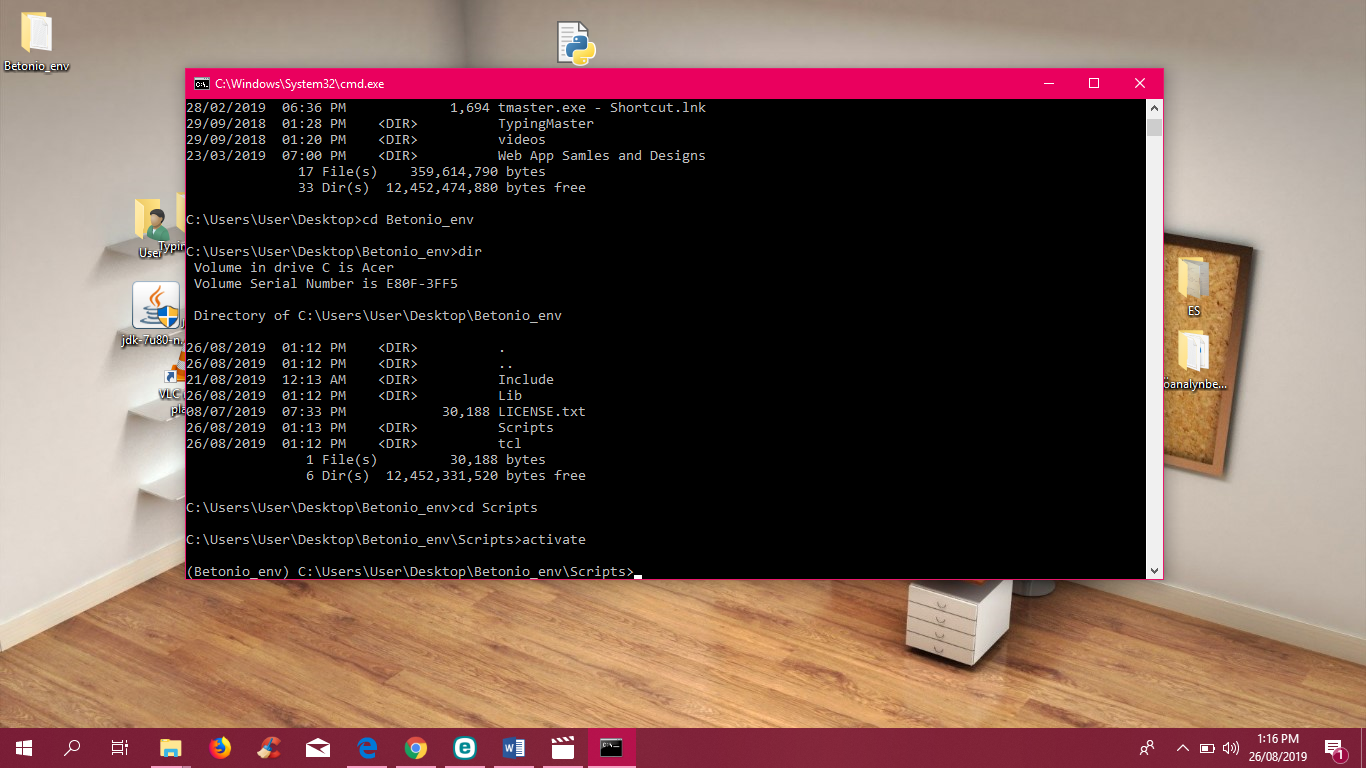 Betonio_env
C:\Windows\System32\cmd.exe
28/02/2019  06:36 PM             1,694 tmaster.exe - Shortcut.lnk
29/09/2018  01:28 PM    <DIR>          TypingMaster
29/09/2018  01:20 PM    <DIR>          videos
23/03/2019  07:00 PM    <DIR>          Web App Samles and Designs
              17 File(s)    359,614,790 bytes
              33 Dir(s)  12,452,474,880 bytes free
C:\Users\User\Desktop>cd Betonio_env
C:\Users\User\Desktop\Betonio_env>dir
 Volume in drive C is Acer
 Volume Serial Number is E80F-3FF5
 Directory of C:\Users\User\Desktop\Betonio_env
26/08/2019  01:12 PM    <DIR>          .
26/08/2019  01:12 PM    <DIR>          ..
21/08/2019  12:13 AM    <DIR>          Include
26/08/2019  01:12 PM    <DIR>          Lib
08/07/2019  07:33 PM            30,188 LICENSE.txt
26/08/2019  01:13 PM    <DIR>          Scripts
26/08/2019  01:12 PM    <DIR>          tcl
               1 File(s)         30,188 bytes
               6 Dir(s)  12,452,331,520 bytes free
C:\Users\User\Desktop\Betonio_env>cd Scripts
C:\Users\User\Desktop\Betonio_env\Scripts>activate
(Betonio_env) C:\Users\User\Desktop\Betonio_env\Scripts>
User
Typin
jdk-7u80-n
VLC
pla
ES
öanalynbe...
1:16 PM
26/08/2019
1